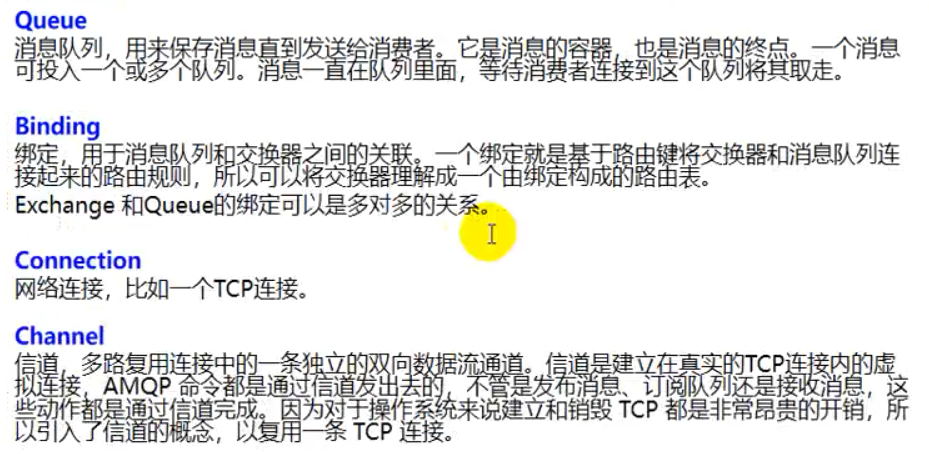 Queue
消息队列，用来保存消息直到发送给消费者。它是消息的容器，也是消息的终点。一个消息
可投入一个或多个队列。消息一直在队列里面，等待消费者连接到这个队列将其取走。
Binding
绑定，用于消息队列和交换器之间的关联。一个绑定就是基于路由键将交换器和消息队列连
接起来的路由规则，所以可以将交换器理解成一个由绑定构成的路由表。
Exchange 和Queue的绑定可以是多对多的关系。
Connection
网络连接，比如一个TCP连接。
Channel
信道，多路复用连接中的一条独立的双向数据流通道。信道是建立在真实的TCP连接内的虚
拟连接，AMQP 命令都是通过信道发出去的，不管是发布消息、订阅队列还是接收消息，这
些动作都是通过信道完成。因为对于操作系统来说建立和销毁 TCP 都是非常昂贵的开销，所
以引入了信道的概念，以复用一条 TCP 连接。